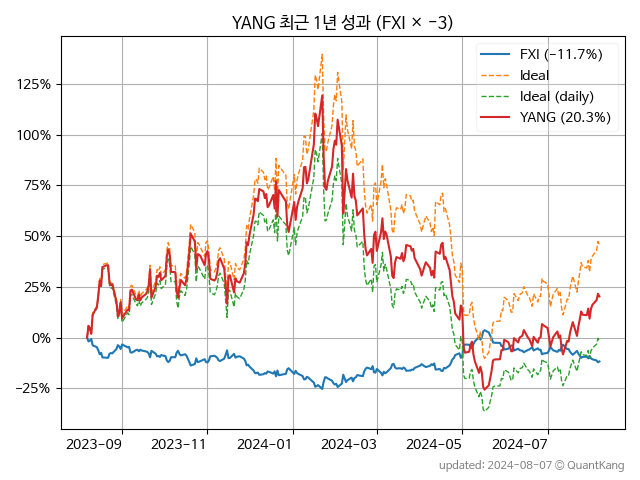 YANG 최근 1년 성과 (FXI × −3)
FXI (−11.7%)
Ideal
Ideal (daily)
YANG (20.3%)
125%
100%
75%
50%
25%
0%
−25%
2023-09 2023-11 2024-01 2024-03 2024-05 2024-07
updated: 2024-08-07 © QuantKang